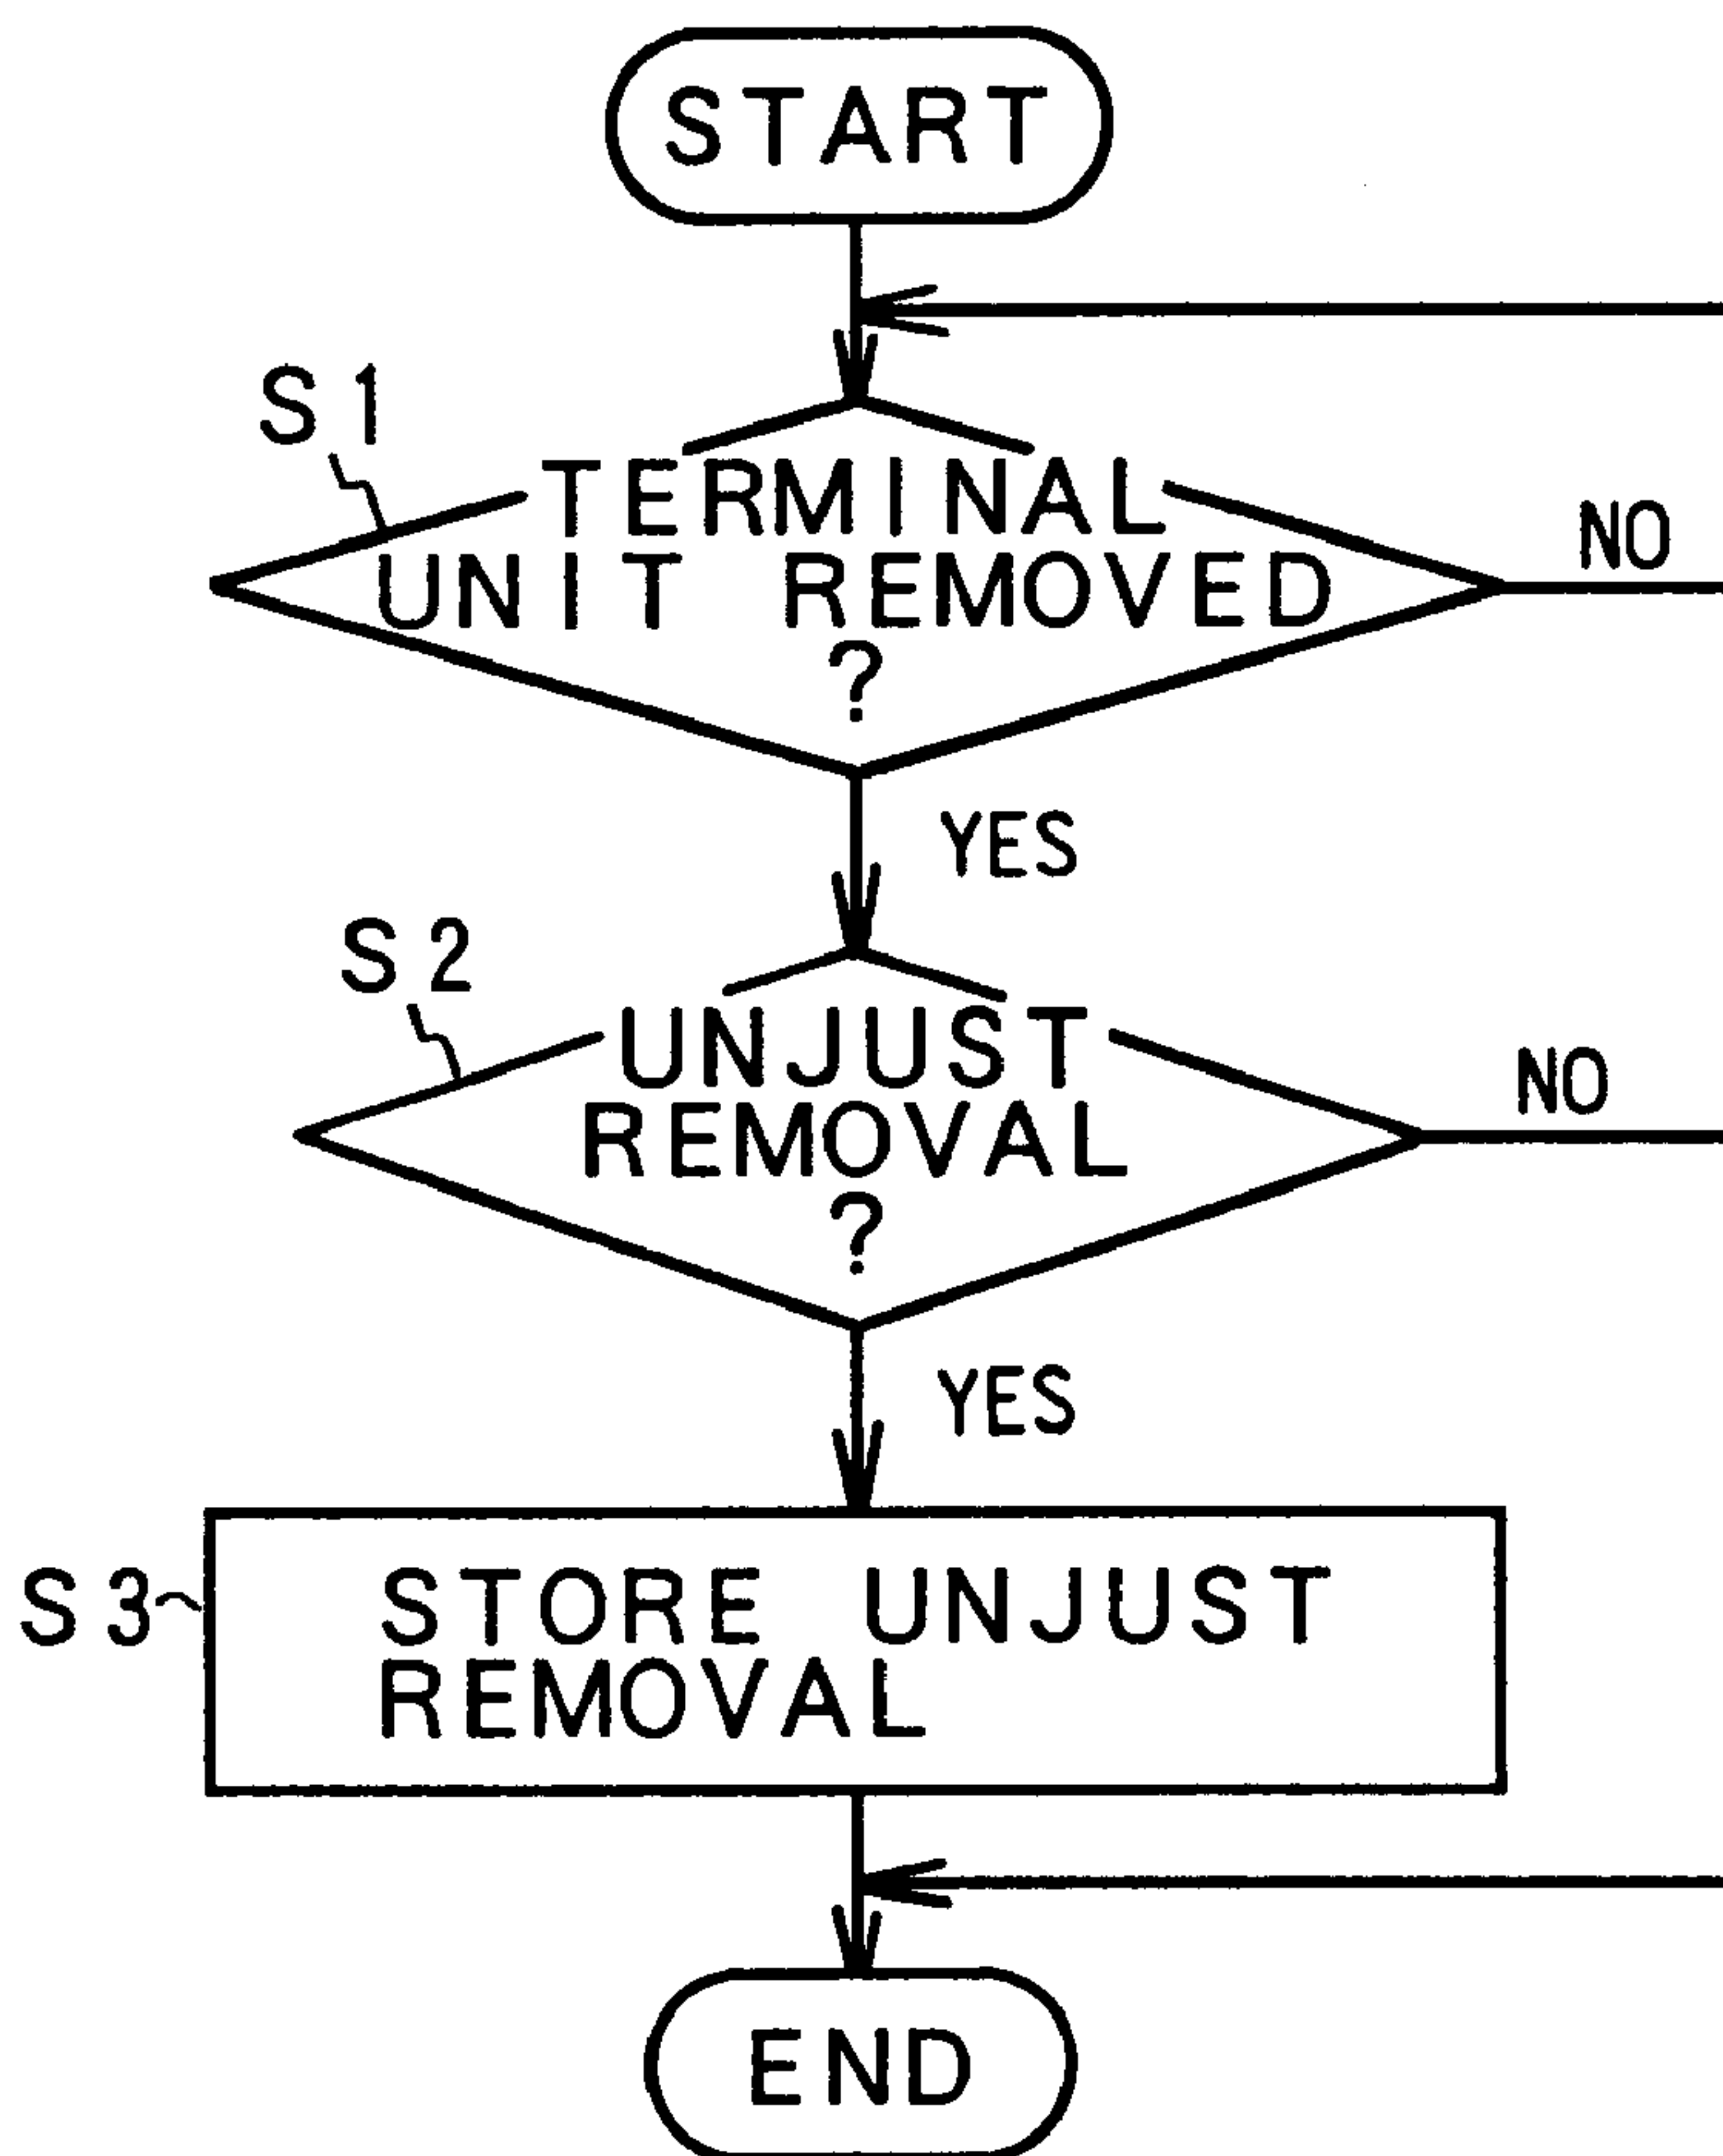 START
S1
TERMINAL
UNIT REMOVED
?
NO
YES
S2
UNJUST
REMOVAL
?
NO
YES
S3
STORE UNJUST
REMOVAL
END